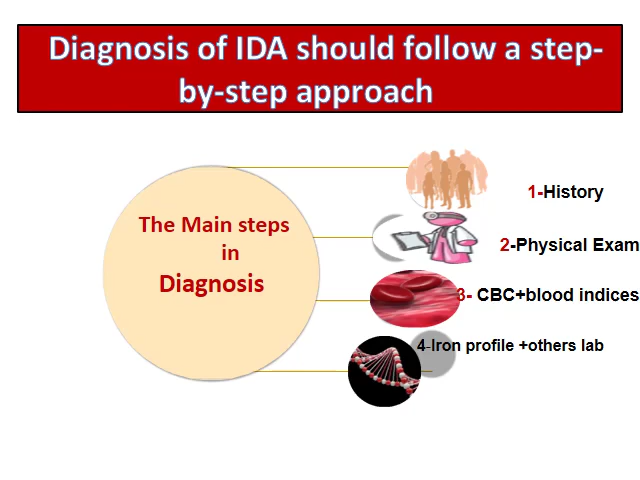 Diagnosis of IDA should follow a step-
by-step approach
The Main steps
in
Diagnosis
1-History
2-Physical Exam
3- CBC+blood indices
4-Iron profile +others lab